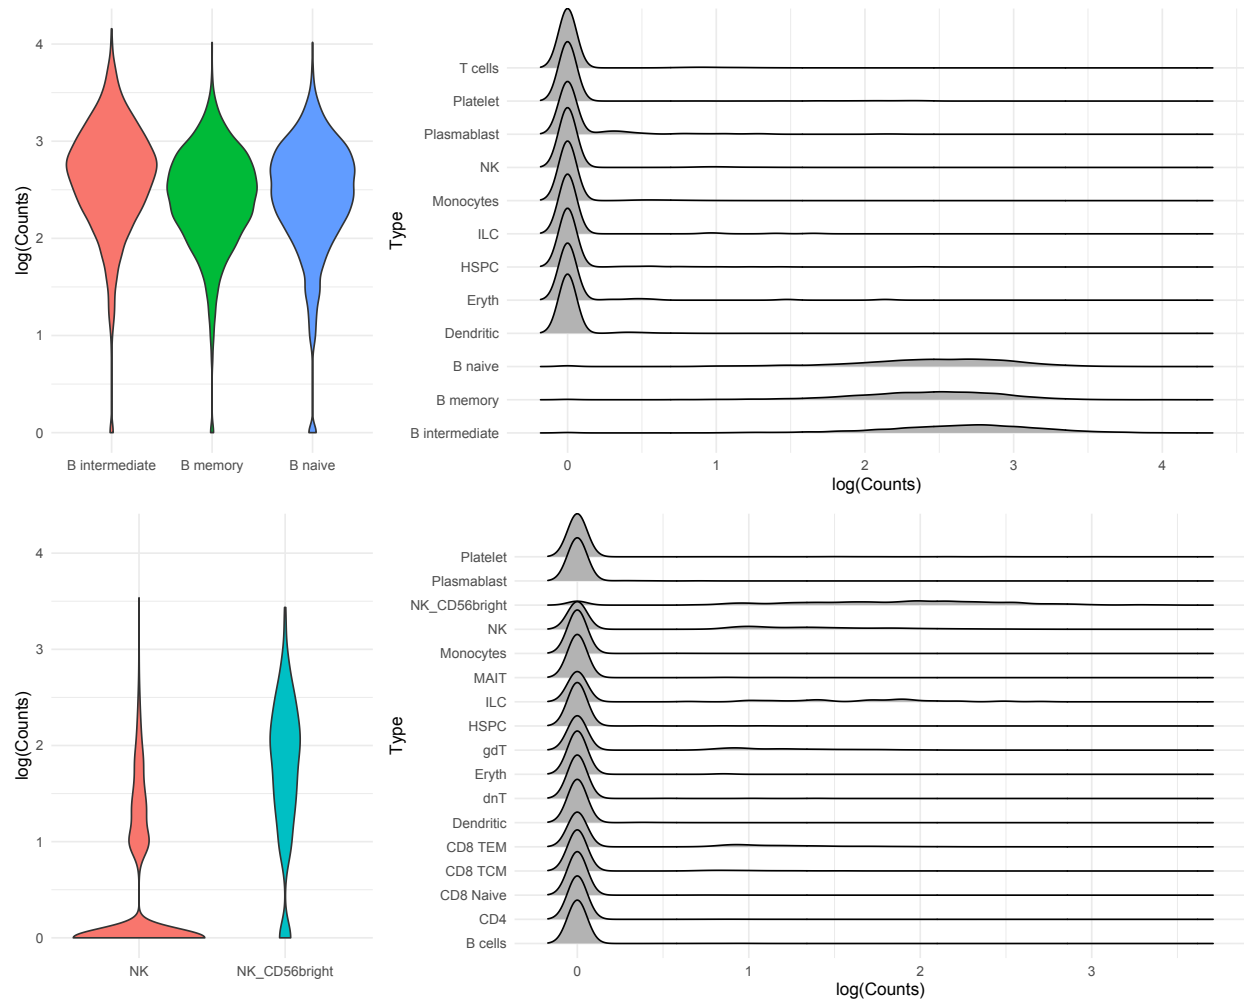 4
3
2
1
0
log(Counts)
B intermediate B memory B naive
Type
T cells
Platelet
Plasmablast
NK
Monocytes
ILC
HSPC
Eryth
Dendritic
B naive
B memory
B intermediate
0 1 2 3 4
log(Counts)
4
3
2
1
0
log(Counts)
NK NK_CD56bright
Type
Platelet
Plasmablast
NK_CD56bright
NK
Monocytes
MAIT
ILC
HSPC
gdT
Eryth
dnT
Dendritic
CD8 TEM
CD8 TCM
CD8 Naive
CD4
B cells
0 1 2 3
log(Counts)